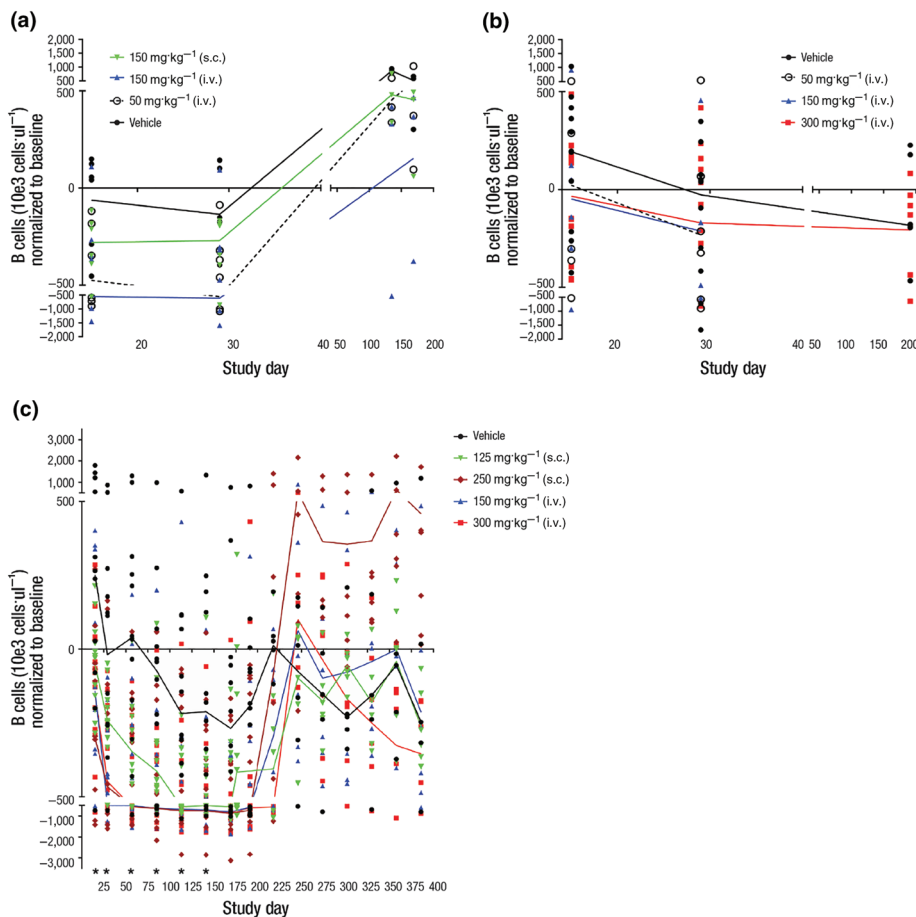 (a)
2,000
1,500
1,000
500
500
0
−500
−500
−1,000
−1,500
−2,000
B cells (10e3 cells·ul−1)
normalized to baseline
150 mg·kg−1 (s.c.)
150 mg·kg−1 (i.v.)
50 mg·kg−1 (i.v.)
Vehicle
20 30 40 50 100 150 200
Study day
(b)
2,000
1,500
1,000
500
500
0
−500
−500
−1,000
−1,500
−2,000
B cells (10e3 cells·ul−1)
normalized to baseline
Vehicle
50 mg·kg−1 (i.v.)
150 mg·kg−1 (i.v.)
300 mg·kg−1 (i.v.)
20 30 40 50 100 150 200
Study day
(c)
3,000
2,000
1,000
500
0
−500
−500
−1,000
−2,000
−3,000
B cells (10e3 cells·ul−1)
normalized to baseline
Vehicle
125 mg·kg−1 (s.c.)
250 mg·kg−1 (s.c.)
150 mg·kg−1 (i.v.)
300 mg·kg−1 (i.v.)
* * * * * *
25 50 75 100 125 150 175 200 225 250 275 300 325 350 375 400
Study day